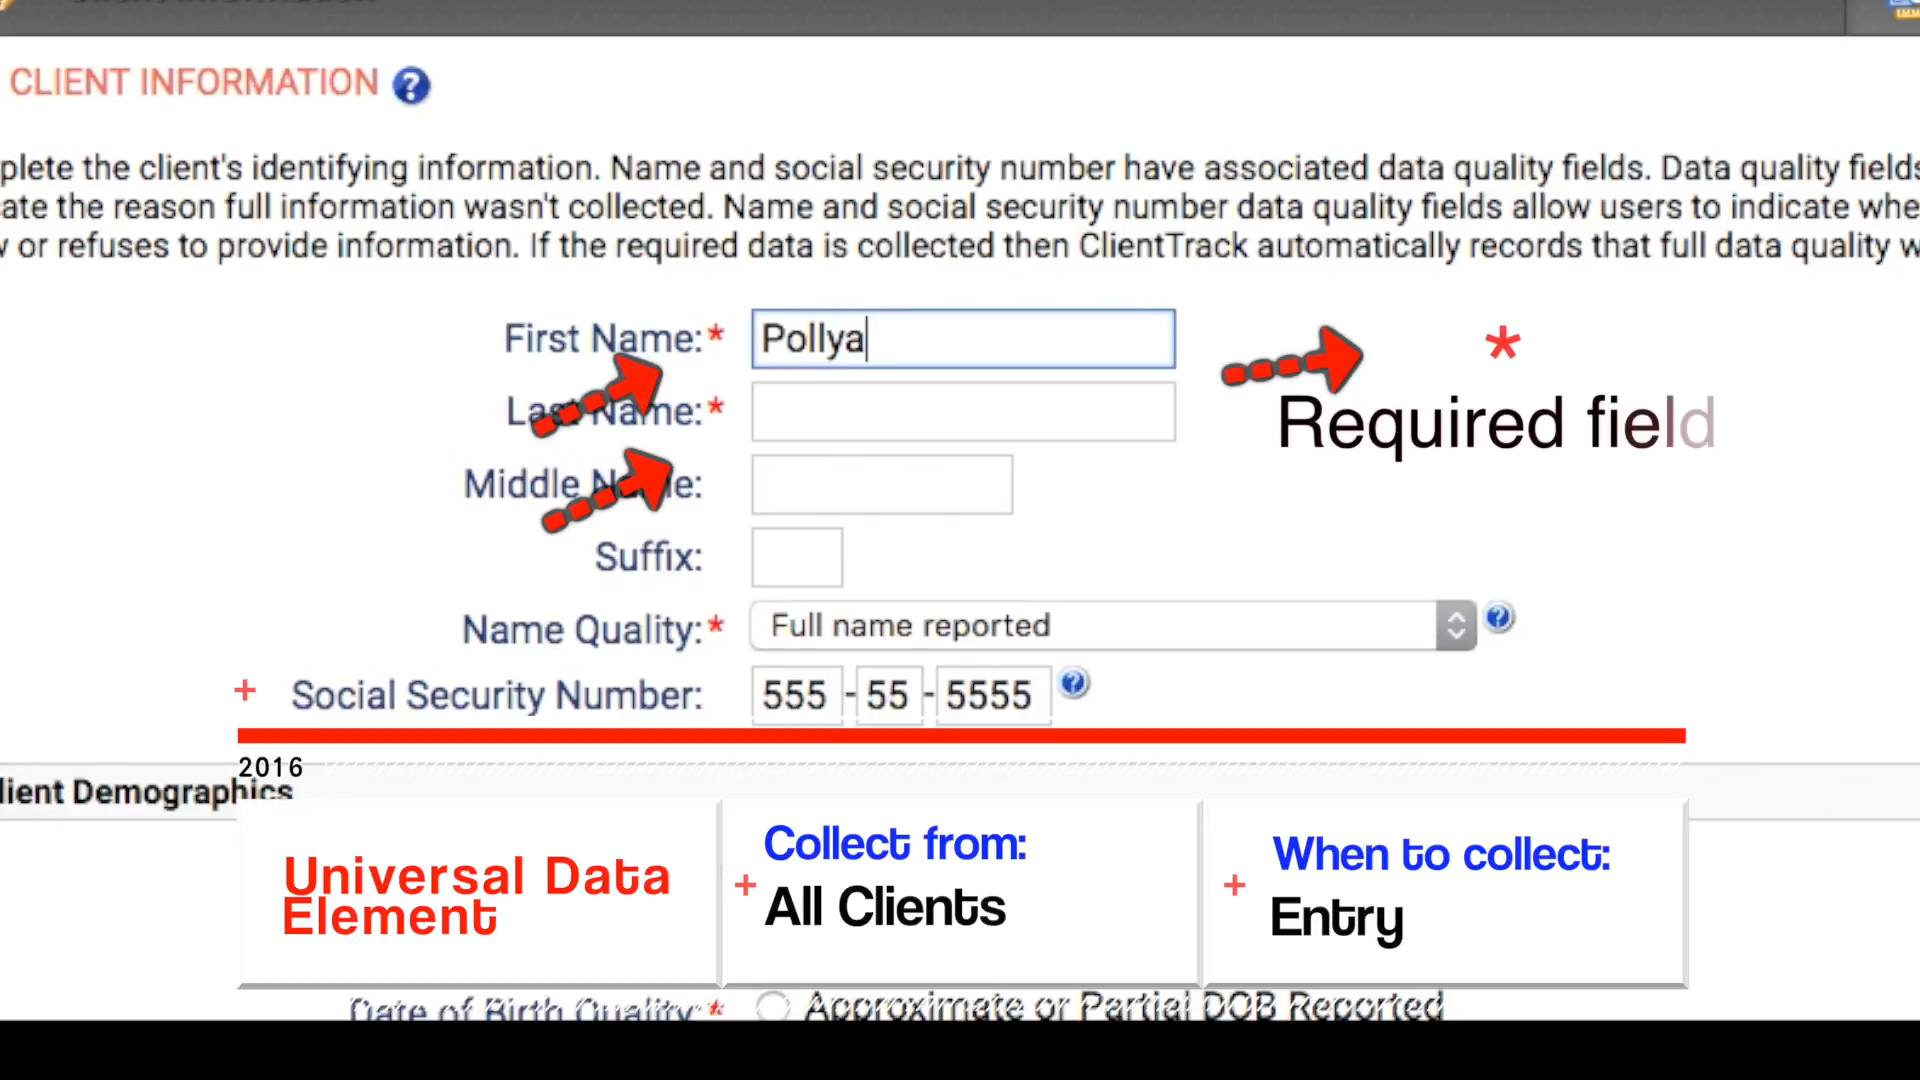 CLIENT INFORMATION ?
plete the client's identifying information. Name and social security number have associated data quality fields. Data quality fields
ate the reason full information wasn't collected. Name and social security number data quality fields allow users to indicate whe
w or refuses to provide information. If the required data is collected then ClientTrack automatically records that full data quality w
First Name:* Pollya
*
Last Name:*
Required field
Middle Name:
Suffix:
Name Quality:* Full name reported ?
+ Social Security Number: 555 - 55 - 5555 ?
2016
lient Demographics
Universal Data
Element
+ Collect from:
All Clients
+ When to collect:
Entry
Date of Birth Quality:* Approximate or Partial DOB Reported